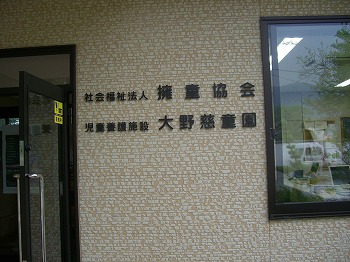 社会福祉法人 擁童協会
児童養護施設 大野慈童園